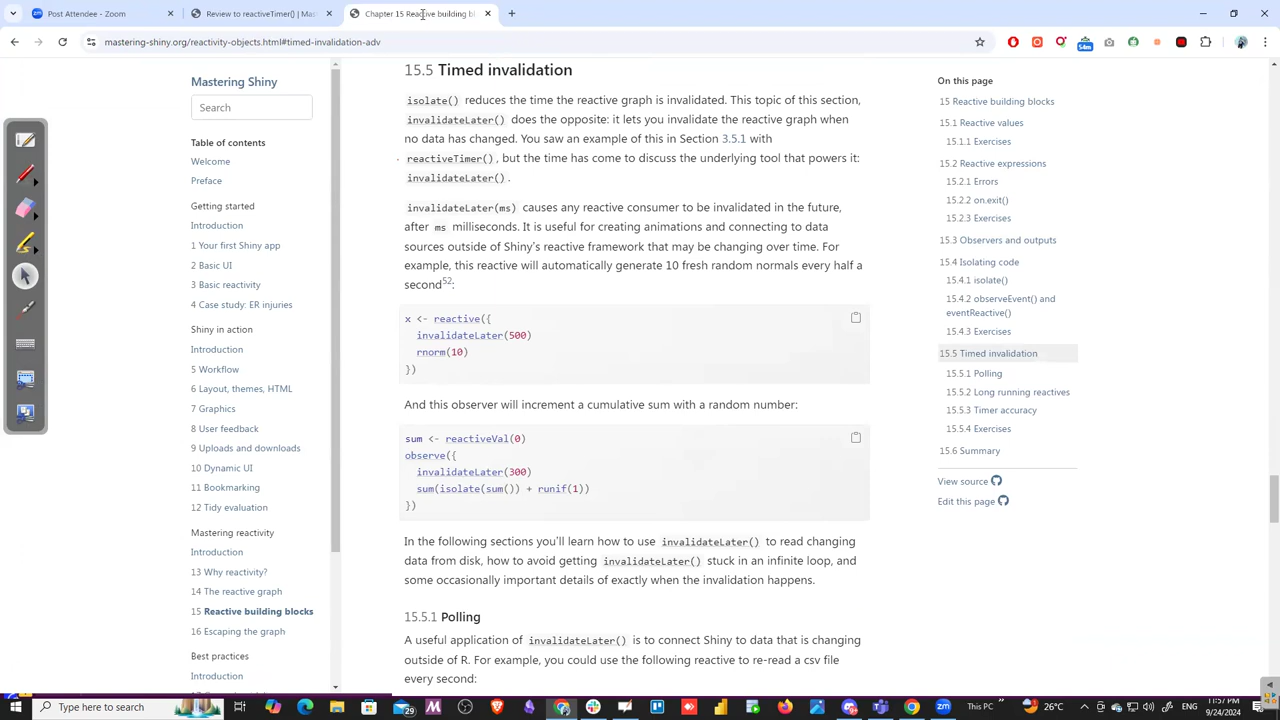 Post Attendee - Zoom
Review reactiveTimer() | Mast
Chapter 15 Reactive building bl
mastering-shiny.org/reactivity-objects.html#timed-invalidation-adv
54m
Mastering Shiny
Search
Table of contents
Welcome
Preface
Getting started
Introduction
1 Your first Shiny app
2 Basic UI
3 Basic reactivity
4 Case study: ER injuries
Shiny in action
Introduction
5 Workflow
6 Layout, themes, HTML
7 Graphics
8 User feedback
9 Uploads and downloads
10 Dynamic UI
11 Bookmarking
12 Tidy evaluation
Mastering reactivity
Introduction
13 Why reactivity?
14 The reactive graph
15 Reactive building blocks
16 Escaping the graph
Best practices
Introduction
15.5 Timed invalidation
isolate() reduces the time the reactive graph is invalidated. This topic of this section,
invalidateLater() does the opposite: it lets you invalidate the reactive graph when
no data has changed. You saw an example of this in Section 3.5.1 with
reactiveTimer(), but the time has come to discuss the underlying tool that powers it:
invalidateLater().
invalidateLater(ms) causes any reactive consumer to be invalidated in the future,
after ms milliseconds. It is useful for creating animations and connecting to data
sources outside of Shiny's reactive framework that may be changing over time. For
example, this reactive will automatically generate 10 fresh random normals every half a
second52:
x <- reactive({
invalidateLater(500)
rnorm(10)
})
And this observer will increment a cumulative sum with a random number:
sum <- reactiveVal(0)
observe({
invalidateLater(300)
sum(isolate(sum()) + runif(1))
})
In the following sections you'll learn how to use invalidateLater() to read changing
data from disk, how to avoid getting invalidateLater() stuck in an infinite loop, and
some occasionally important details of exactly when the invalidation happens.
15.5.1 Polling
A useful application of invalidateLater() is to connect Shiny to data that is changing
outside of R. For example, you could use the following reactive to re-read a csv file
every second:
On this page
15 Reactive building blocks
15.1 Reactive values
15.1.1 Exercises
15.2 Reactive expressions
15.2.1 Errors
15.2.2 on.exit()
15.2.3 Exercises
15.3 Observers and outputs
15.4 Isolating code
15.4.1 isolate()
15.4.2 observeEvent() and
eventReactive()
15.4.3 Exercises
15.5 Timed invalidation
15.5.1 Polling
15.5.2 Long running reactives
15.5.3 Timer accuracy
15.5.4 Exercises
15.6 Summary
View source
Edit this page
Type here to search
29
This PC
26°C
11:57 PM
9/24/2024